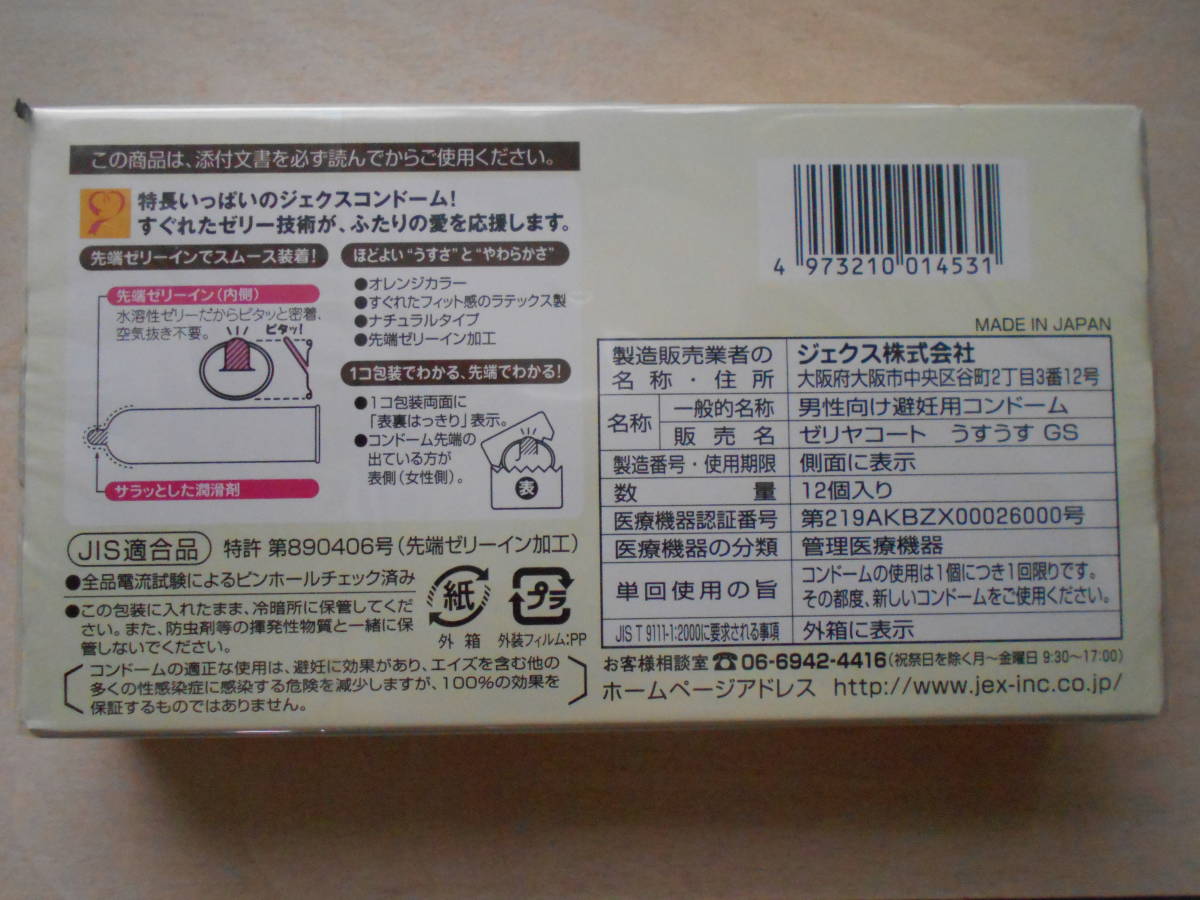 この商品は、添付文書を必ず読んでからご使用ください。
特長いっぱいのジェクスコンドーム!
すぐれたゼリー技術が、ふたりの愛を応援します。
先端ゼリーインでスムース装着!
先端ゼリーイン(内側)
水溶性ゼリーだからピタッと密着、
空気抜き不要。
ピタッ!
サラッとした潤滑剤
ほどよい“うすさ”と“やわらかさ”
●オレンジカラー
●すぐれたフィット感のラテックス製
●ナチュラルタイプ
●先端ゼリーイン加工
1コ包装でわかる、先端でわかる!
●1コ包装両面に
「表裏はっきり」表示。
●コンドーム先端の
出ている方が
表側(女性側)。
表
JIS適合品 特許 第890406号(先端ゼリーイン加工)
●全品電流試験によるピンホールチェック済み
●この包装に入れたまま、冷暗所に保管してくだ
さい。また、防虫剤等の揮発性物質と一緒に保
管しないでください。
紙
外箱
プラ
外装フィルム:PP
コンドームの適正な使用は、避妊に効果があり、エイズを含む他の
多くの性感染症に感染する危険を減少しますが、100%の効果を
保証するものではありません。
4 973210 014531
MADE IN JAPAN
製造販売業者の名称・住所 ジェクス株式会社
大阪府大阪市中央区谷町2丁目3番12号
名称 一般的名称 男性向け避妊用コンドーム
販売名 ゼリヤコート うすうす GS
製造番号・使用期限 側面に表示
数量 12個入り
医療機器認証番号 第219AKBZX00026000号
医療機器の分類 管理医療機器
単回使用の旨 コンドームの使用は1個につき1回限りです。
その都度、新しいコンドームをご使用ください。
JIS T 9111-1:2000に要求される事項 外箱に表示
お客様相談室☎06-6942-4416(祝祭日を除く月〜金曜日 9:30〜17:00)
ホームページアドレス http://www.jex-inc.co.jp/